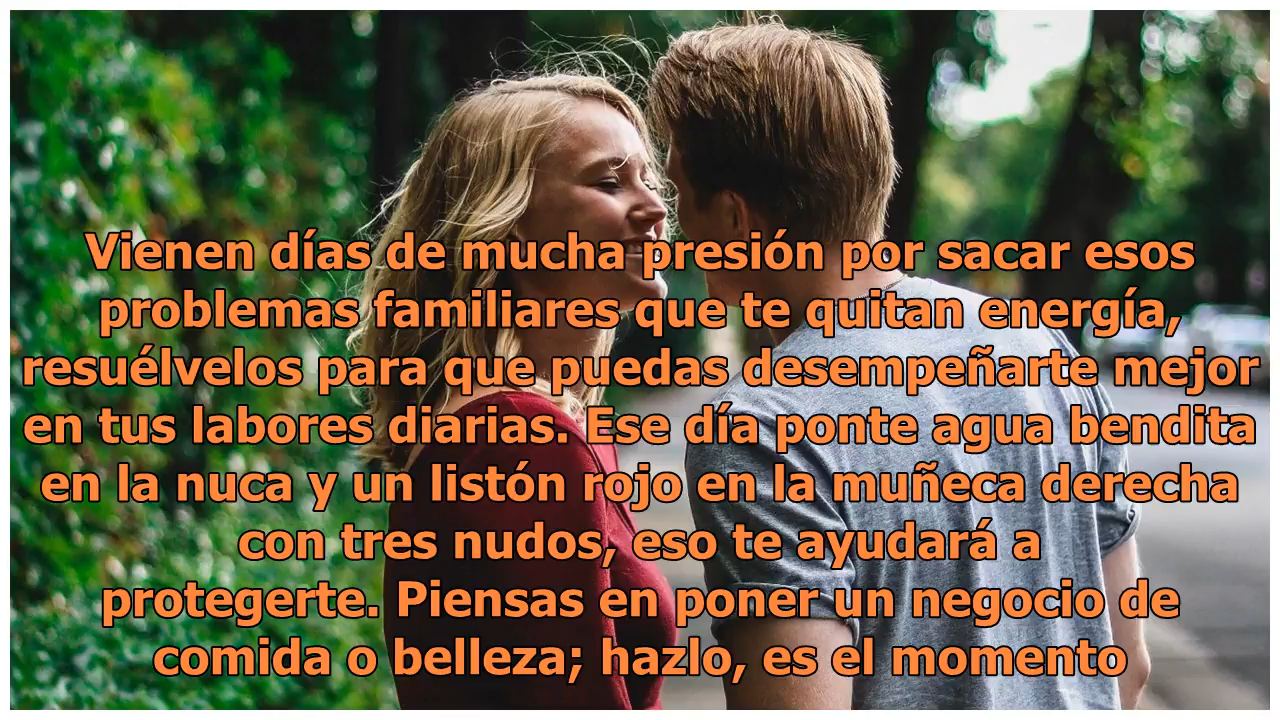 Vienen días de mucha presión por sacar esos
problemas familiares que te quitan energía,
resuélvelos para que puedas desempeñarte mejor
en tus labores diarias. Ese día ponte agua bendita
en la nuca y un listón rojo en la muñeca derecha
con tres nudos, eso te ayudará a
protegerte. Piensas en poner un negocio de
comida o belleza; hazlo, es el momento